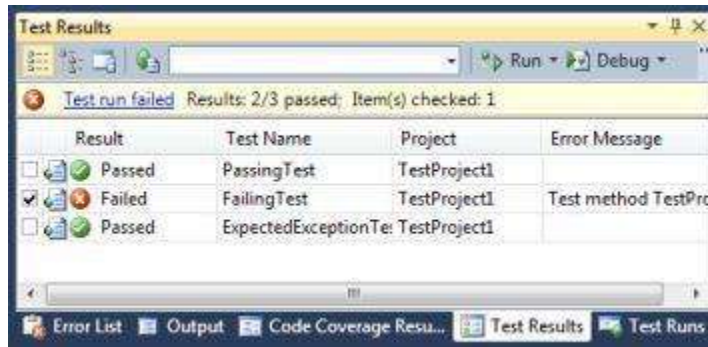 Test Results
Run Debug
Test run failed Results: 2/3 passed; Item(s) checked: 1
Result Test Name Project Error Message
Passed PassingTest TestProject1
Failed FailingTest TestProject1 Test method TestPro
Passed ExpectedExceptionTe: TestProject1
Error List Output Code Coverage Resu... Test Results Test Runs